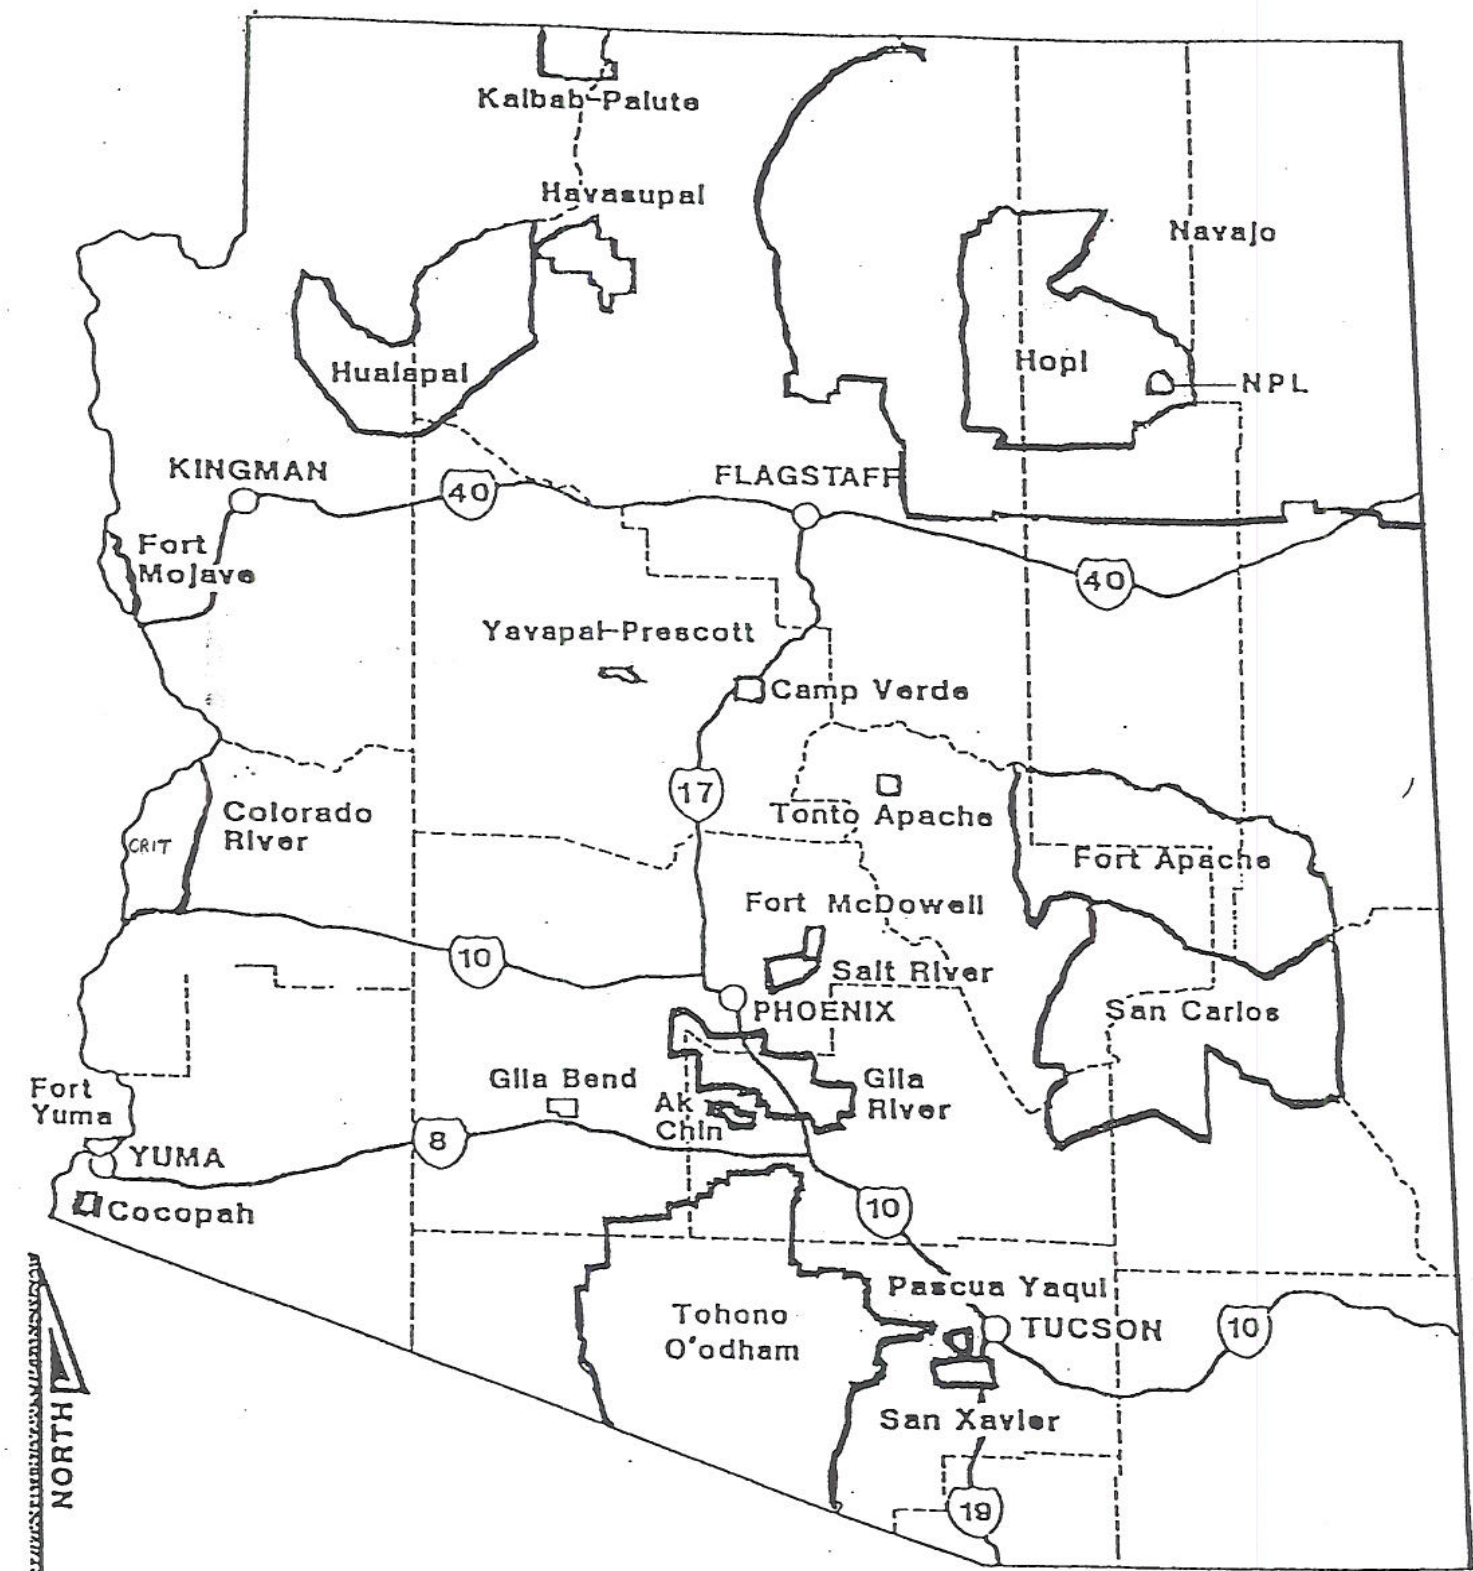 Kaibab-Paiute
Havasupai
Navajo
Hualapai
Hopi
NPL
KINGMAN
40
FLAGSTAFF
Fort
Mojave
40
Yavapai-Prescott
Camp Verde
17
Colorado
River
CRIT
Tonto Apache
Fort Apache
Fort McDowell
10
Salt River
PHOENIX
San Carlos
Gila Bend
Gila
River
Ak
Chin
Fort
Yuma
8
YUMA
Cocopah
10
Pascua Yaqui
Tohono
O'odham
TUCSON
10
San Xavier
19
NORTH